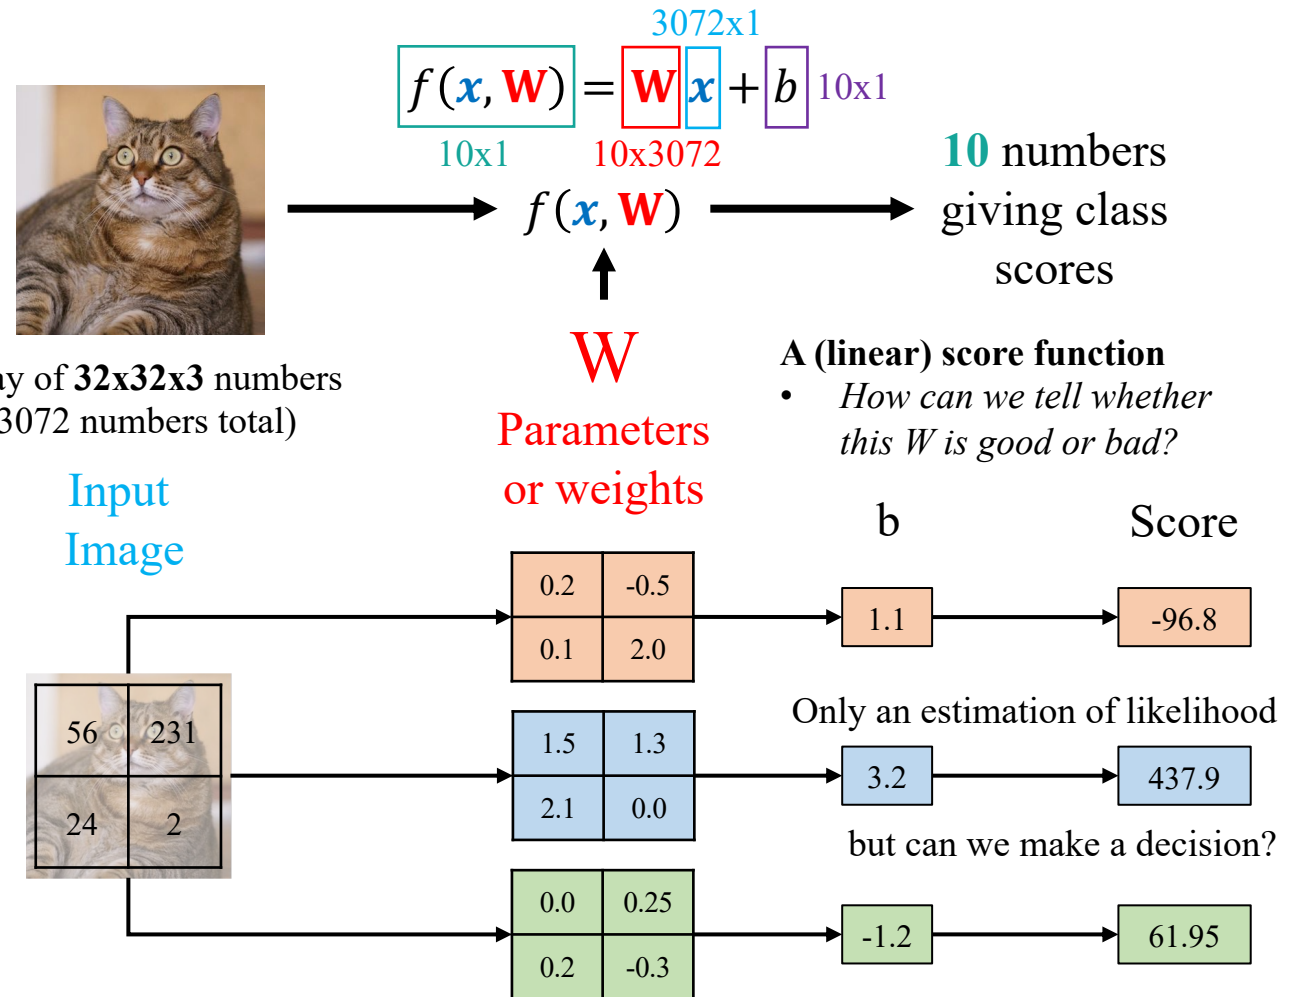 3072x1
f(x, W) = W x + b 10x1
10x1 10x3072
f(x, W)
10 numbers
giving class
scores
W
Parameters
or weights
ay of 32x32x3 numbers
3072 numbers total)
Input
Image
A (linear) score function
• How can we tell whether
this W is good or bad?
b Score
0.2 -0.5
0.1 2.0
1.1 -96.8
56 231
24 2
Only an estimation of likelihood
1.5 1.3
2.1 0.0
3.2 437.9
but can we make a decision?
0.0 0.25
0.2 -0.3
-1.2 61.95